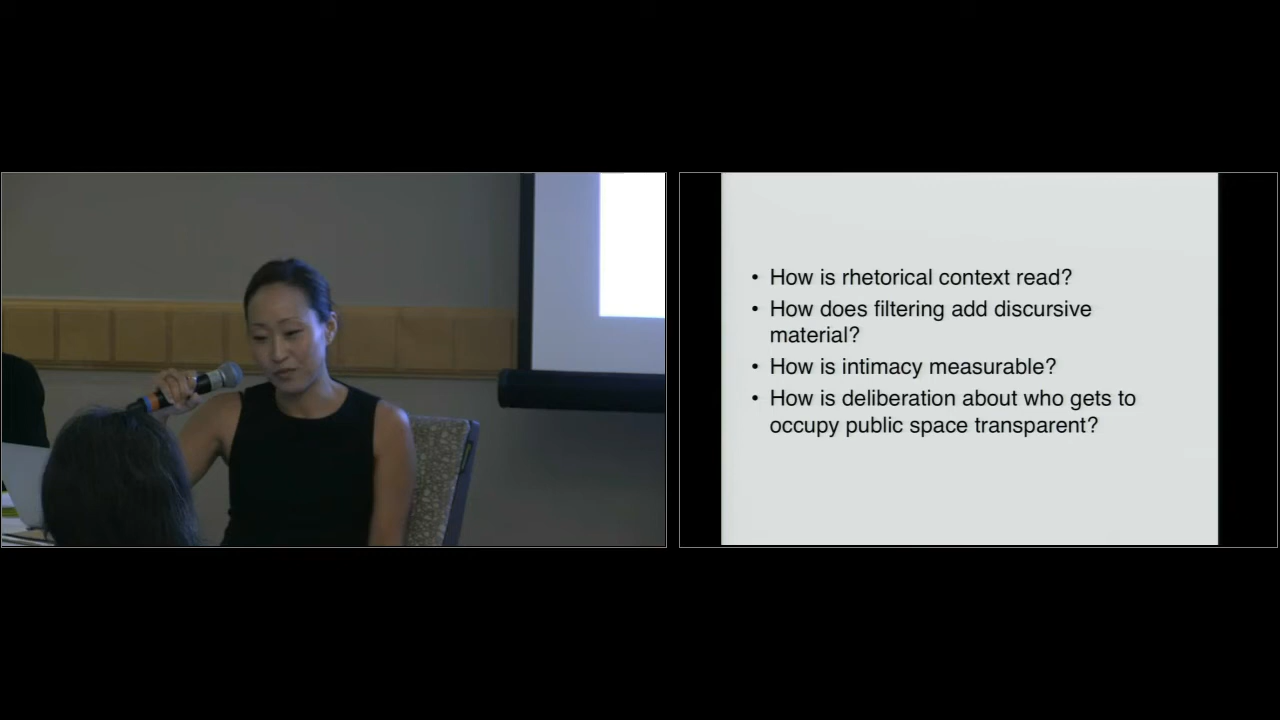 • How is rhetorical context read?
• How does filtering add discursive
material?
• How is intimacy measurable?
• How is deliberation about who gets to
occupy public space transparent?